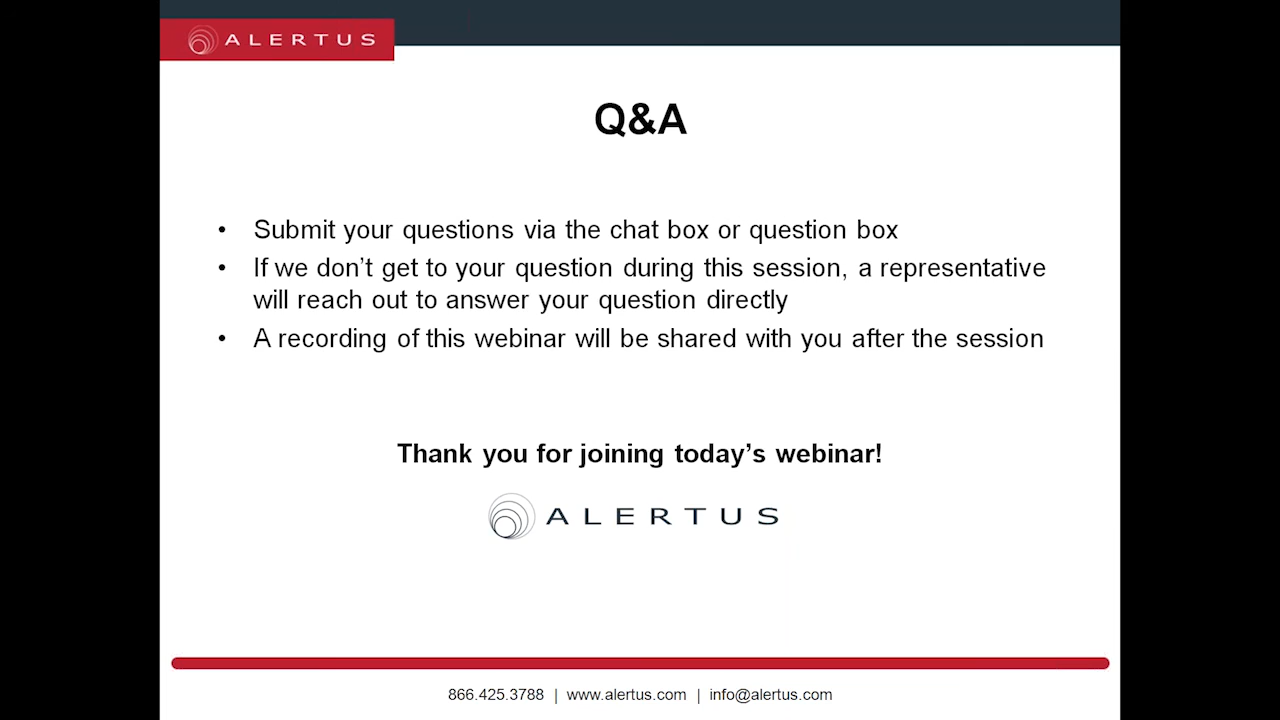 ALERTUS
Q&A
• Submit your questions via the chat box or question box
• If we don’t get to your question during this session, a representative
will reach out to answer your question directly
• A recording of this webinar will be shared with you after the session
Thank you for joining today’s webinar!
ALERTUS
866.425.3788 | www.alertus.com | info@alertus.com